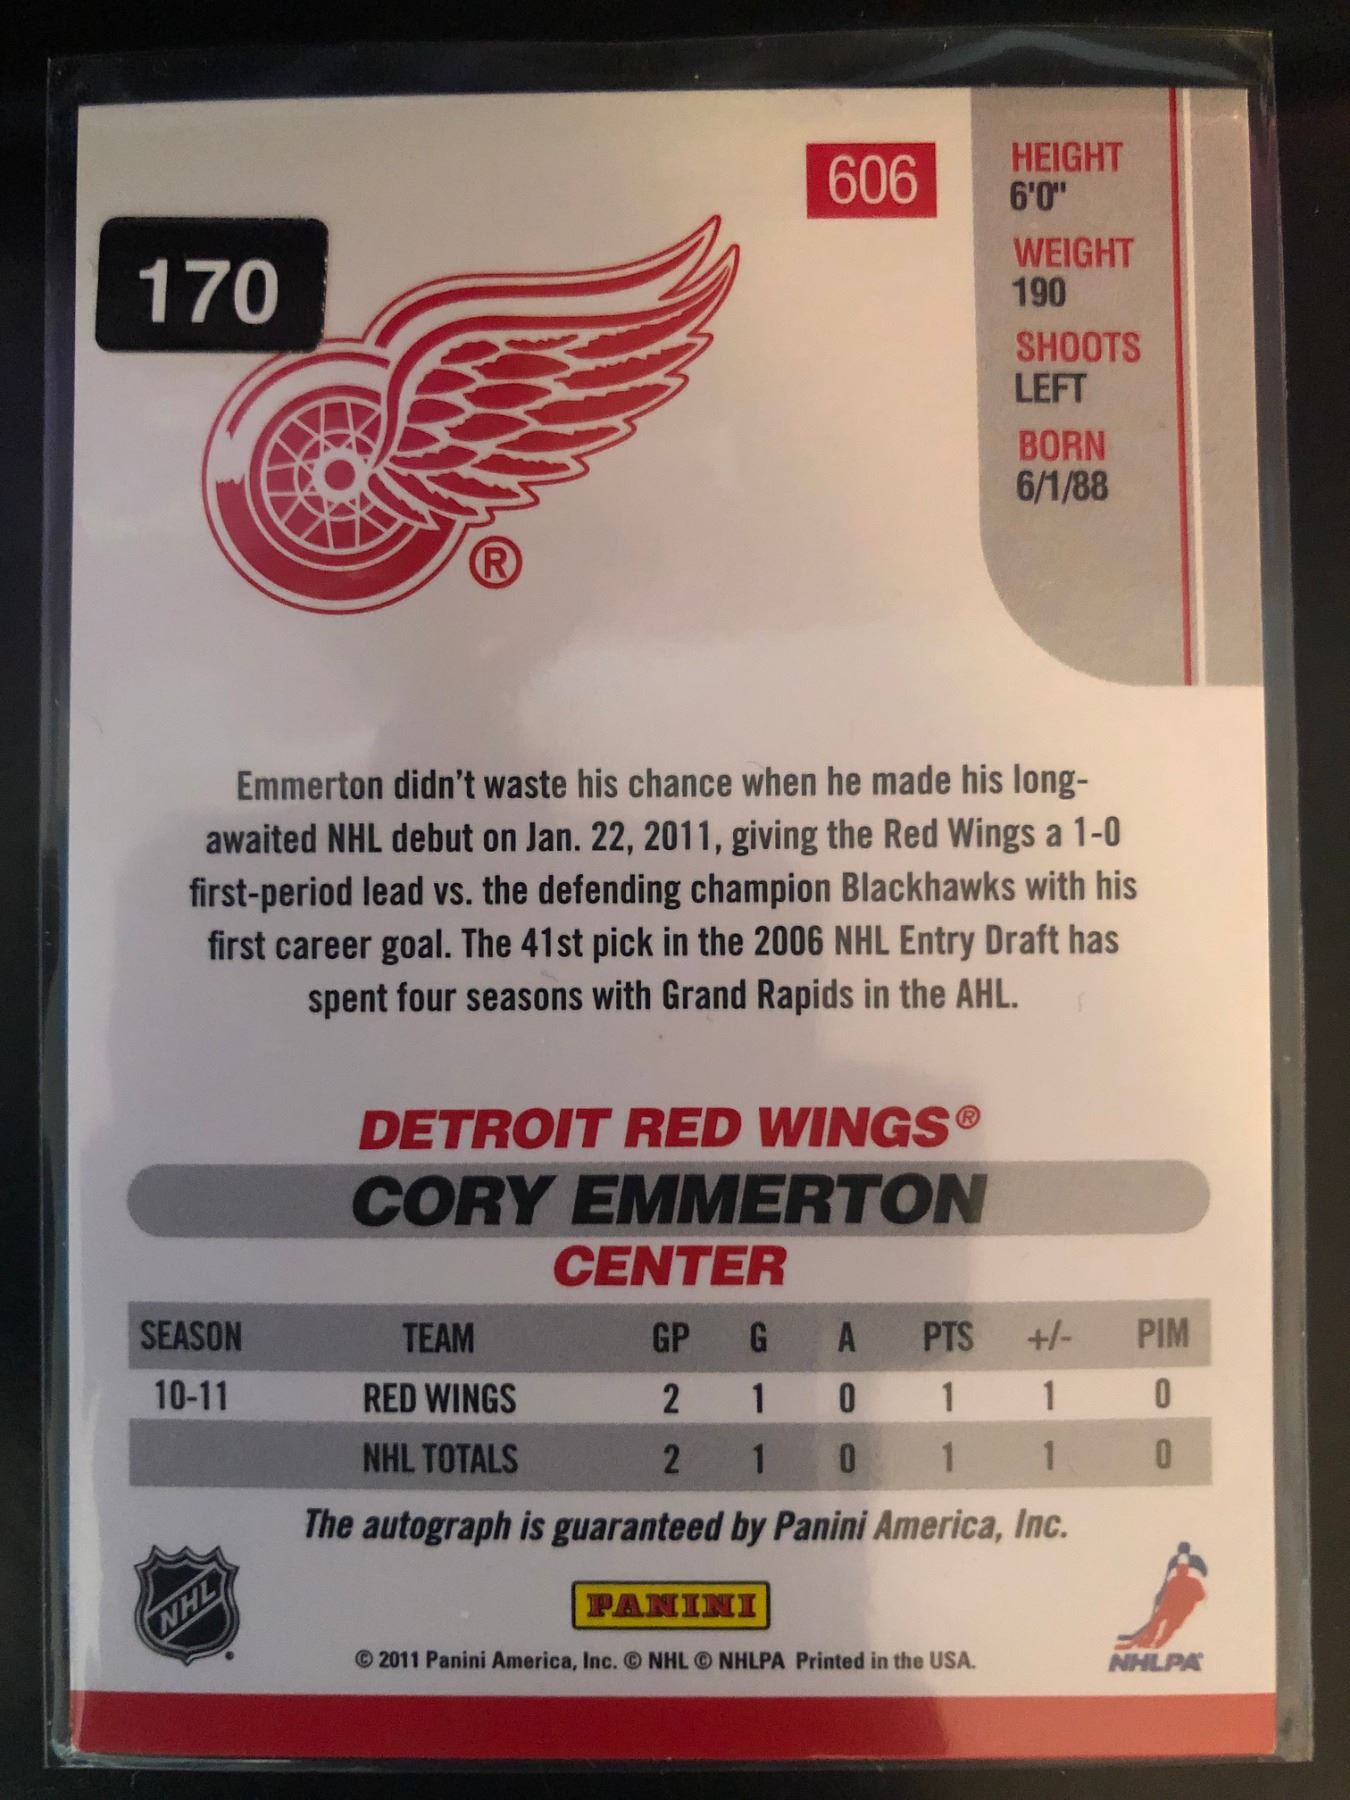 606
170
HEIGHT
6'0"
WEIGHT
190
SHOOTS
LEFT
BORN
6/1/88
®
Emmerton didn't waste his chance when he made his long-
awaited NHL debut on Jan. 22, 2011, giving the Red Wings a 1-0
first-period lead vs. the defending champion Blackhawks with his
first career goal. The 41st pick in the 2006 NHL Entry Draft has
spent four seasons with Grand Rapids in the AHL.
DETROIT RED WINGS®
CORY EMMERTON
CENTER
SEASON TEAM GP G A PTS +/- PIM
10-11 RED WINGS 2 1 0 1 1 0
NHL TOTALS 2 1 0 1 1 0
The autograph is guaranteed by Panini America, Inc.
NHL
PANINI
© 2011 Panini America, Inc. © NHL © NHLPA Printed in the USA.
NHLPA